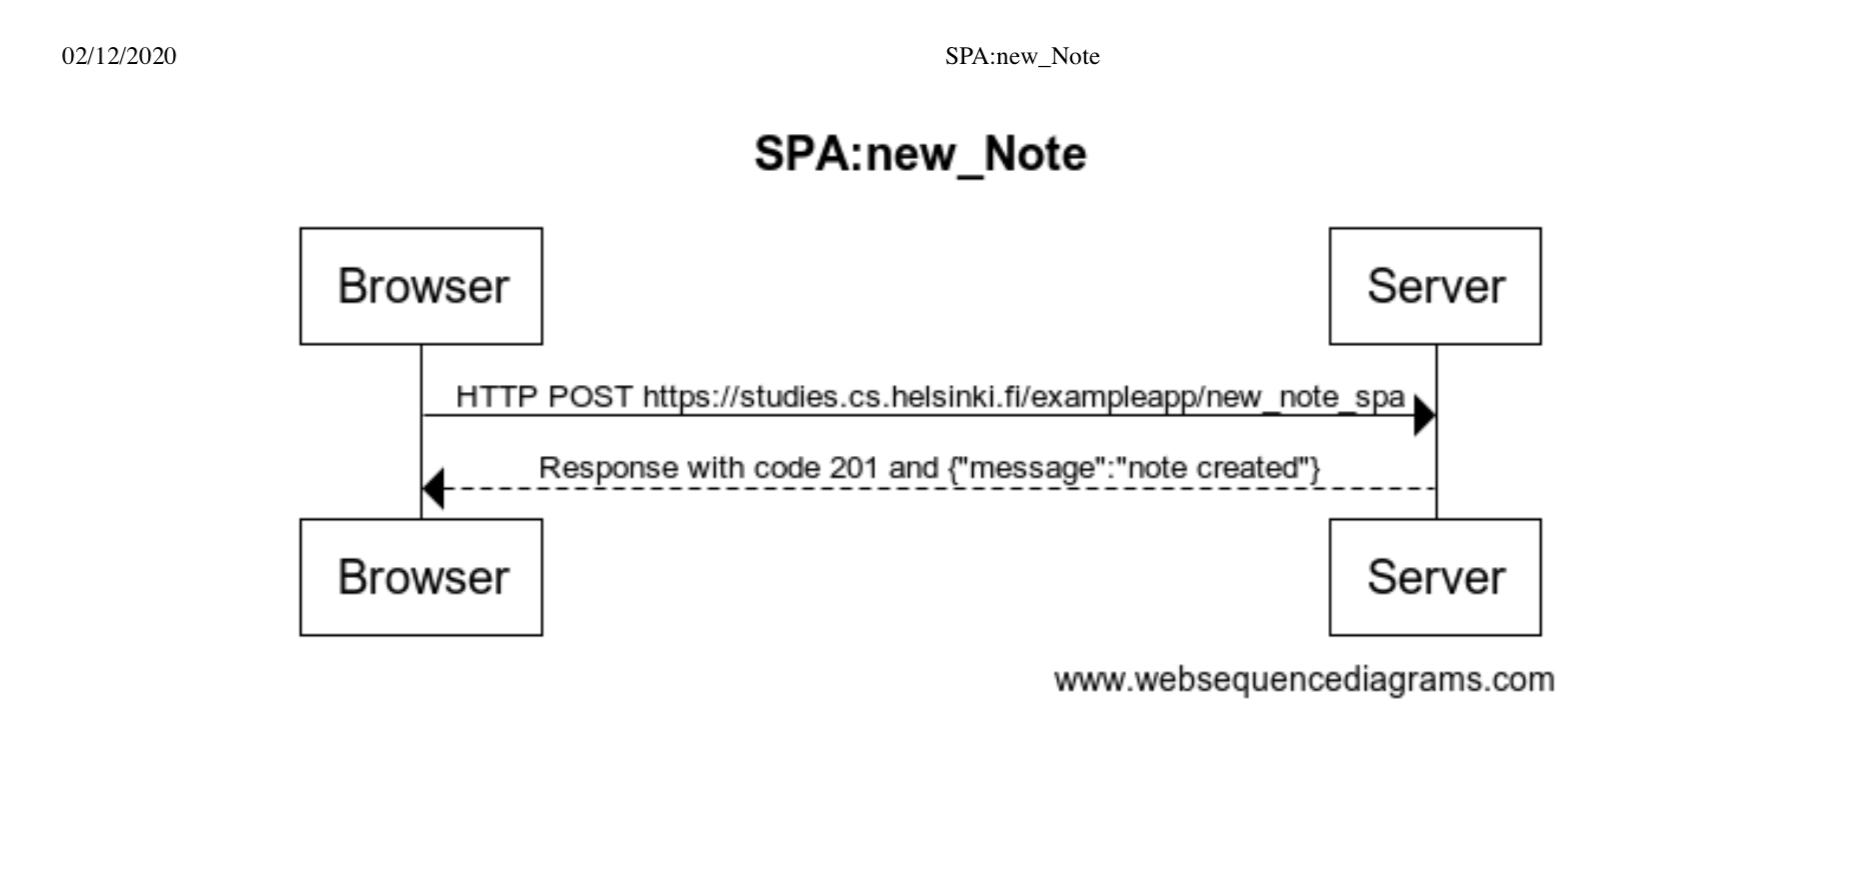 02/12/2020 SPA:new_Note
SPA:new_Note
Browser Server
HTTP POST https://studies.cs.helsinki.fi/exampleapp/new_note_spa
Response with code 201 and {"message":"note created"}
Browser Server
www.websequencediagrams.com